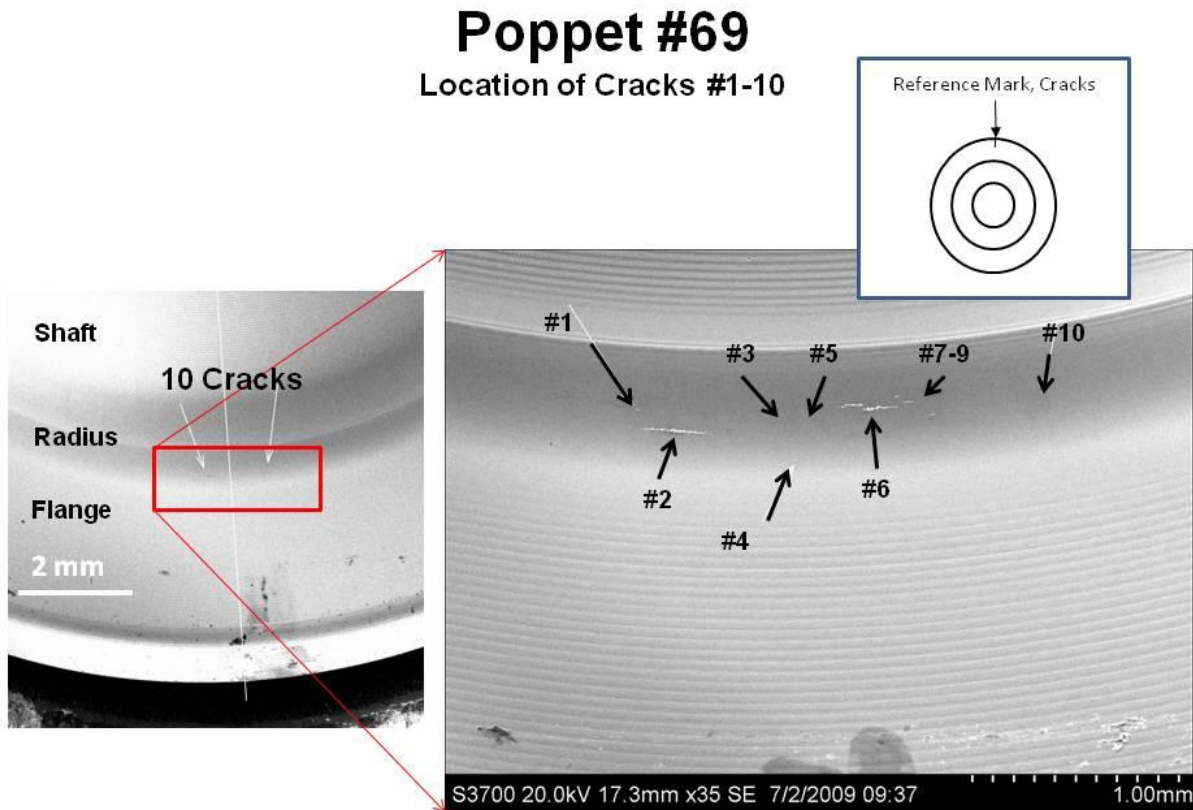 Poppet #69
Location of Cracks #1-10
Reference Mark, Cracks
Shaft
10 Cracks
Radius
Flange
2 mm
#1
#3
#5
#7-9
#10
#2
#6
#4
S3700 20.0kV 17.3mm x35 SE 7/2/2009 09:37
1.00mm